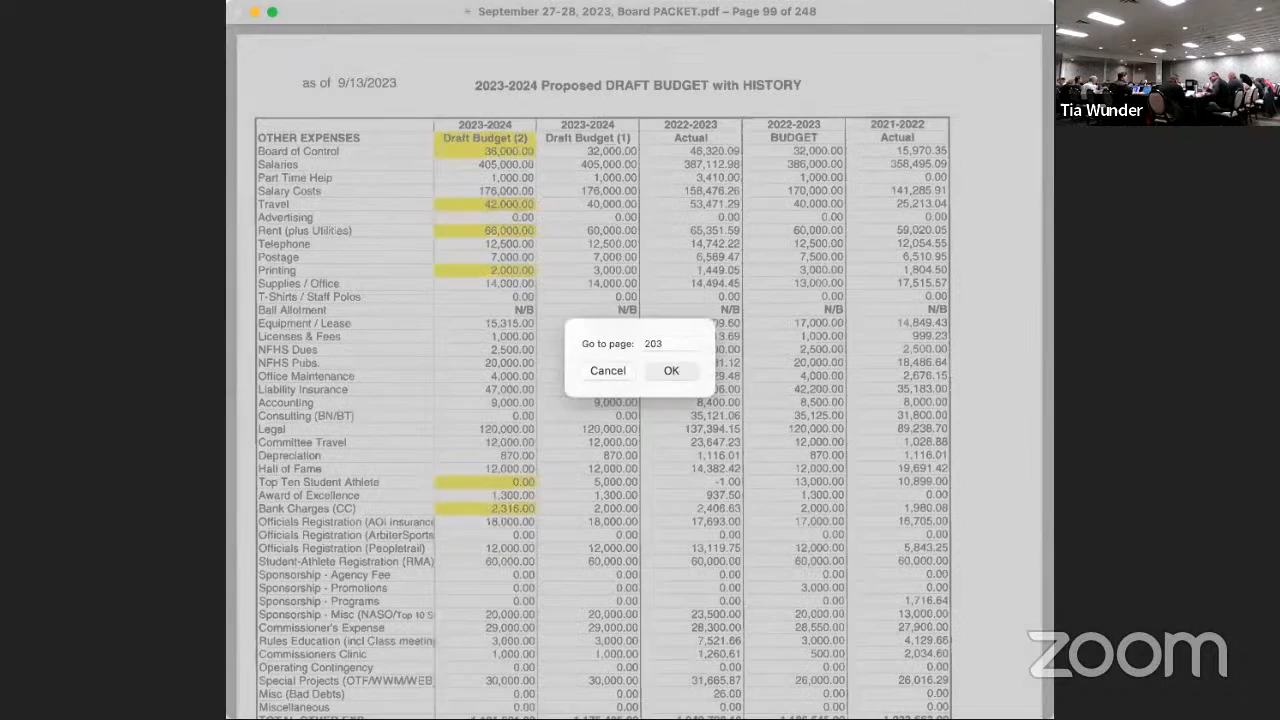 September 27-28, 2023, Board PACKET.pdf – Page 99 of 248
as of 9/13/2023 2023-2024 Proposed DRAFT BUDGET with HISTORY
2023-2024 2023-2024 2022-2023 2022-2023 2021-2022
OTHER EXPENSES Draft Budget (2) Draft Budget (1) Actual BUDGET Actual
Board of Control 36,000.00 32,000.00 46,320.09 32,000.00 15,970.35
Salaries 405,000.00 405,000.00 387,112.98 386,000.00 358,495.09
Part Time Help 1,000.00 1,000.00 3,410.00 1,000.00 0.00
Salary Costs 176,000.00 176,000.00 158,476.26 170,000.00 141,285.91
Travel 42,000.00 40,000.00 53,471.29 40,000.00 25,213.04
Advertising 0.00 0.00 0.00 0.00 0.00
Rent (plus Utilities) 66,000.00 60,000.00 65,351.59 60,000.00 59,020.05
Telephone 12,500.00 12,500.00 14,742.22 12,500.00 12,054.55
Postage 7,000.00 7,000.00 6,569.47 7,500.00 6,510.95
Printing 2,000.00 3,000.00 1,449.05 3,000.00 1,804.50
Supplies / Office 14,000.00 14,000.00 14,494.45 13,000.00 17,515.57
T-Shirts / Staff Polos 0.00 0.00 0.00 0.00 0.00
Ball Allotment N/B N/B N/B N/B N/B
Equipment / Lease 15,315.00 09.60 17,000.00 14,849.43
Licenses & Fees 1,000.00 3.69 1,000.00 999.23
NFHS Dues 2,500.00 00.00 2,500.00 2,500.00
NFHS Pubs. 20,000.00 1.12 20,000.00 18,486.35
Office Maintenance 4,000.00 29.48 4,000.00 2,676.15
Liability Insurance 47,000.00 6.00 42,200.00 35,183.00
Accounting 9,000.00 9,000.00 8,400.00 8,500.00 8,000.00
Consulting (BN/BT) 0.00 0.00 35,121.06 35,125.00 31,800.00
Legal 120,000.00 120,000.00 137,394.15 120,000.00 89,238.70
Committee Travel 12,000.00 12,000.00 23,647.23 12,000.00 1,028.88
Depreciation 870.00 870.00 1,116.01 870.00 1,116.01
Hall of Fame 12,000.00 12,000.00 14,382.42 12,000.00 19,691.42
Top Ten Student Athlete 0.00 5,000.00 -1.00 13,000.00 10,899.00
Award of Excellence 1,300.00 1,300.00 937.50 1,300.00 0.00
Bank Charges (CC) 2,316.00 2,000.00 2,406.63 2,000.00 1,980.08
Officials Registration (AOI insurance 18,000.00 18,000.00 17,693.00 17,000.00 16,705.00
Officials Registration (ArbiterSports 0.00 0.00 0.00 0.00 0.00
Officials Registration (Peopletrail) 12,000.00 12,000.00 13,119.75 12,000.00 5,843.25
Student-Athlete Registration (RMA) 60,000.00 60,000.00 60,000.00 60,000.00 60,000.00
Sponsorship - Agency Fee 0.00 0.00 0.00 0.00 0.00
Sponsorship - Promotions 0.00 0.00 0.00 3,000.00 0.00
Sponsorship - Programs 0.00 0.00 0.00 0.00 1,716.64
Sponsorship - Misc (NASO/Top 10 S 20,000.00 20,000.00 23,500.00 20,000.00 13,000.00
Commissioner's Expense 29,000.00 29,000.00 28,300.00 28,550.00 27,900.00
Rules Education (incl Class meetin 3,000.00 3,000.00 7,521.66 3,000.00 4,129.66
Commissioners Clinic 1,000.00 1,000.00 1,260.61 500.00 2,034.60
Operating Contingency 0.00 0.00 0.00 0.00 0.00
Special Projects (OTF/WWM/WEB 30,000.00 30,000.00 31,665.87 26,000.00 26,016.29
Misc (Bad Debts) 0.00 0.00 26.00 0.00 0.00
Miscellaneous 0.00 0.00 0.00 0.00 0.00
Go to page: 203
Cancel OK
Tia Wunder
zoom